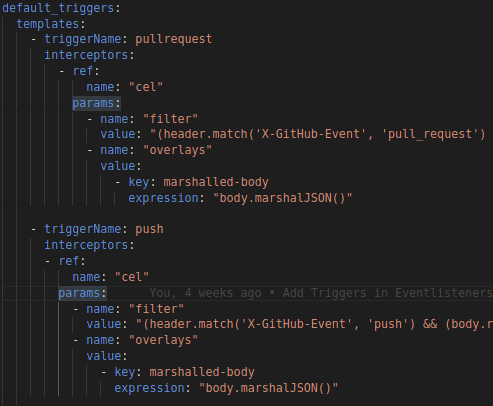 default_triggers:
  templates:
    - triggerName: pullrequest
      interceptors:
        - ref:
            name: "cel"
          params:
            - name: "filter"
              value: "(header.match('X-GitHub-Event', 'pull_request')
            - name: "overlays"
              value:
                - key: marshalled-body
                  expression: "body.marshalJSON()"

    - triggerName: push
      interceptors:
      - ref:
          name: "cel"
        params: You, 4 weeks ago • Add Triggers in Eventlisteners
          - name: "filter"
            value: "(header.match('X-GitHub-Event', 'push') && (body.r
          - name: "overlays"
            value:
              - key: marshalled-body
                expression: "body.marshalJSON()"